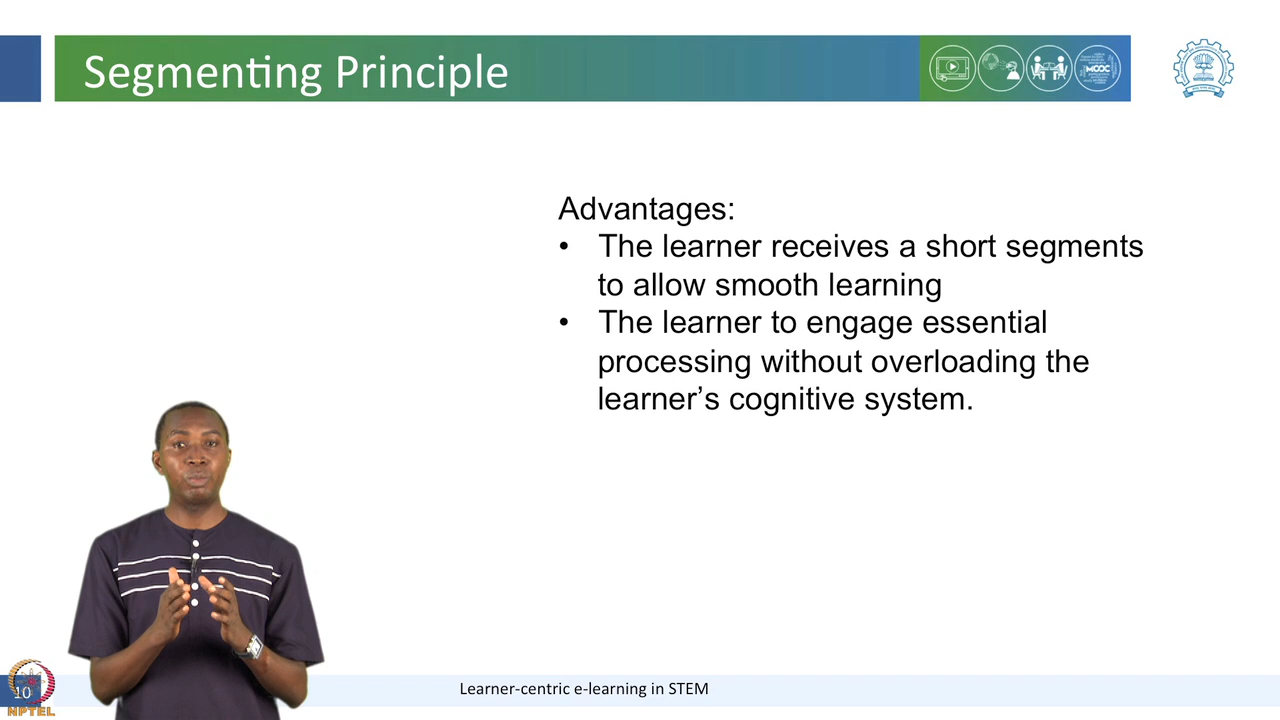 Segmenting Principle
MOOC
Advantages:
• The learner receives a short segments
to allow smooth learning
• The learner to engage essential
processing without overloading the
learner’s cognitive system.
10
NPTEL
Learner-centric e-learning in STEM